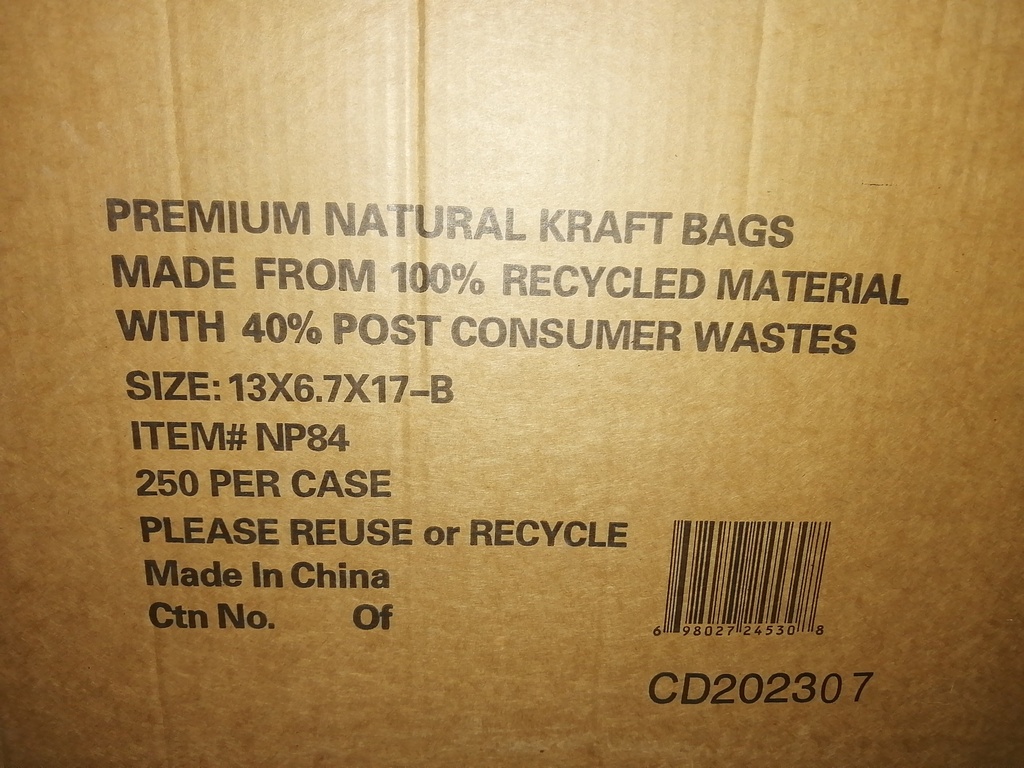 PREMIUM NATURAL KRAFT BAGS
MADE FROM 100% RECYCLED MATERIAL
WITH 40% POST CONSUMER WASTES
SIZE: 13X6.7X17-B
ITEM# NP84
250 PER CASE
PLEASE REUSE or RECYCLE
Made In China
Ctn No. Of
6 98027 24530 8
CD202307